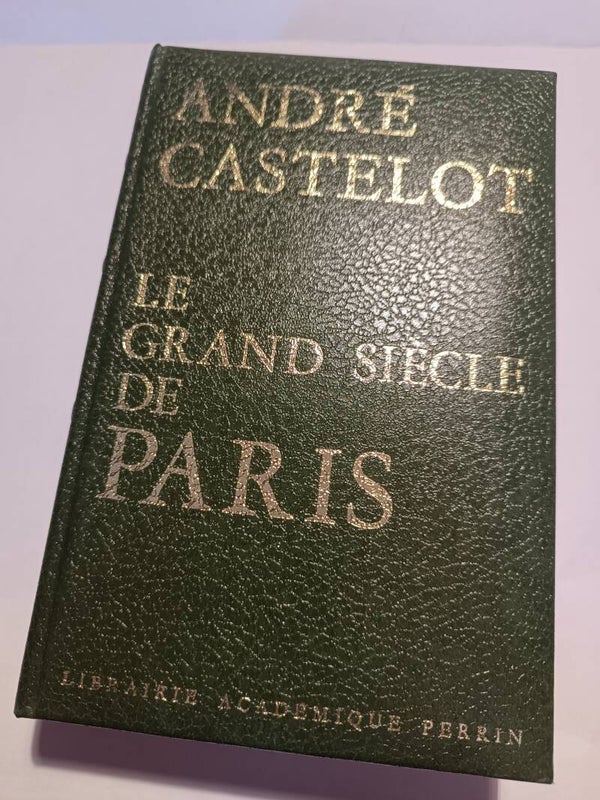 ANDRÉ
CASTELOT
LE
GRAND SIÈCLE
DE
PARIS
LIBRAIRIE ACADÉMIQUE PERRIN